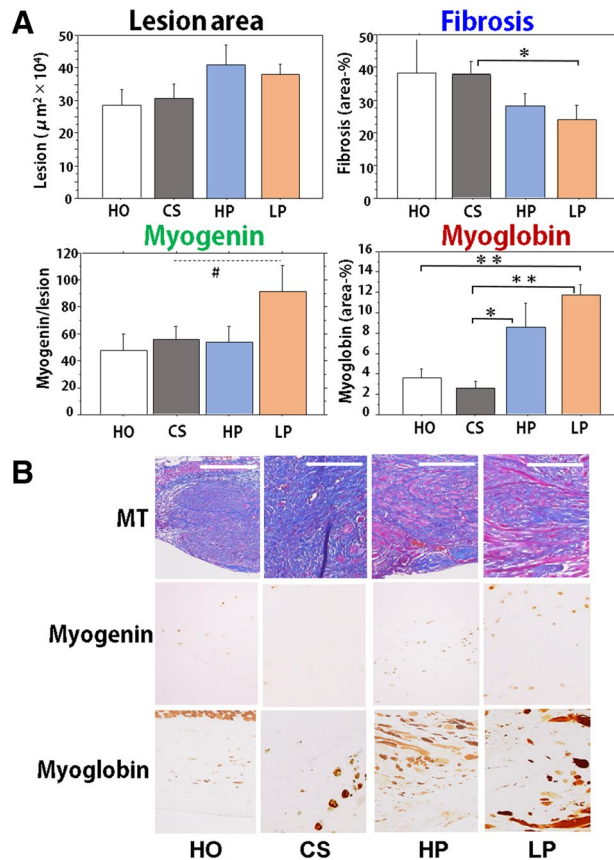 A
Lesion area
Fibrosis
Lesion (μm² × 10⁴)
50
40
30
20
10
0
HO CS HP LP
Fibrosis (area-%)
50
40
30
20
10
0
*
HO CS HP LP
Myogenin
Myoglobin
Myogenin/lesion
120
100
80
60
40
20
0
#
HO CS HP LP
Myoglobin (area-%)
16
14
12
10
8
6
4
2
0
**
**
*
HO CS HP LP
B
MT
Myogenin
Myoglobin
HO CS HP LP